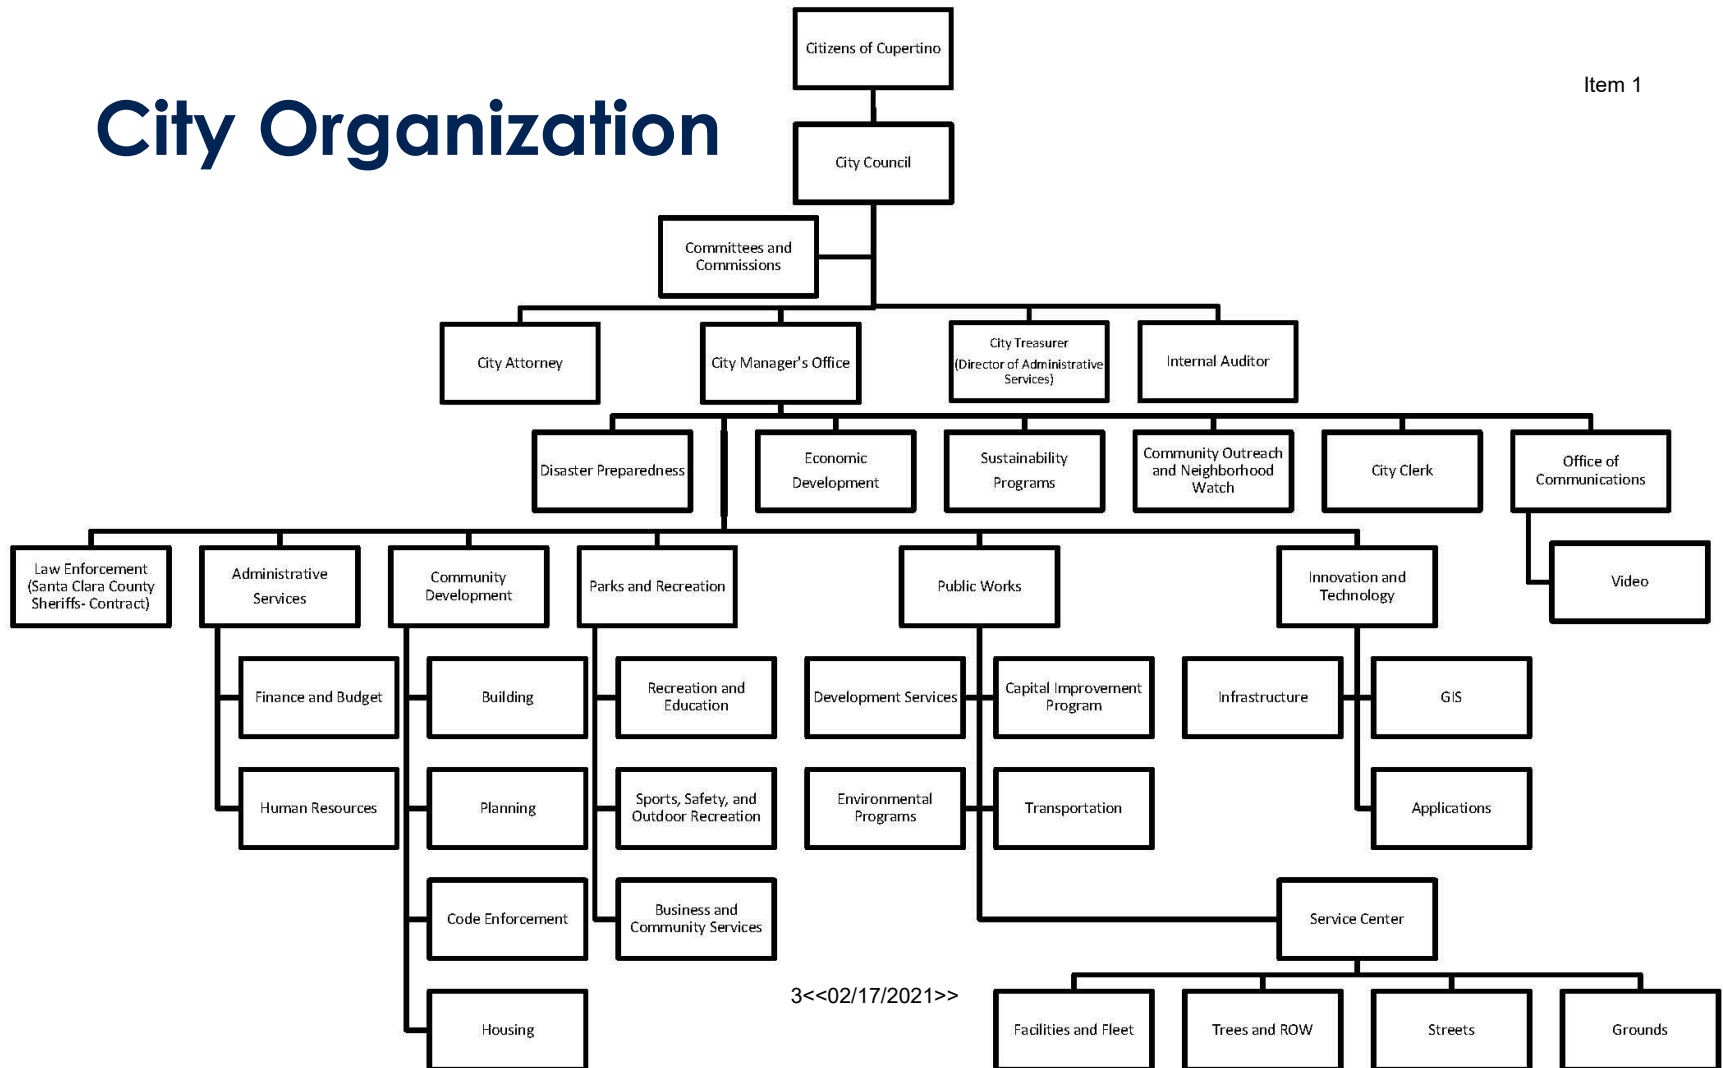 Citizens of Cupertino
Item 1
City Organization
City Council
Committees and
Commissions
City Attorney
City Manager's Office
City Treasurer
(Director of Administrative
Services)
Internal Auditor
Disaster Preparedness
Economic
Development
Sustainability
Programs
Community Outreach
and Neighborhood
Watch
City Clerk
Office of
Communications
Law Enforcement
(Santa Clara County
Sheriffs- Contract)
Administrative
Services
Community
Development
Parks and Recreation
Public Works
Innovation and
Technology
Video
Finance and Budget
Building
Recreation and
Education
Development Services
Capital Improvement
Program
Infrastructure
GIS
Human Resources
Planning
Sports, Safety, and
Outdoor Recreation
Environmental
Programs
Transportation
Applications
Code Enforcement
Business and
Community Services
Service Center
Housing
3<<02/17/2021>>
Facilities and Fleet
Trees and ROW
Streets
Grounds